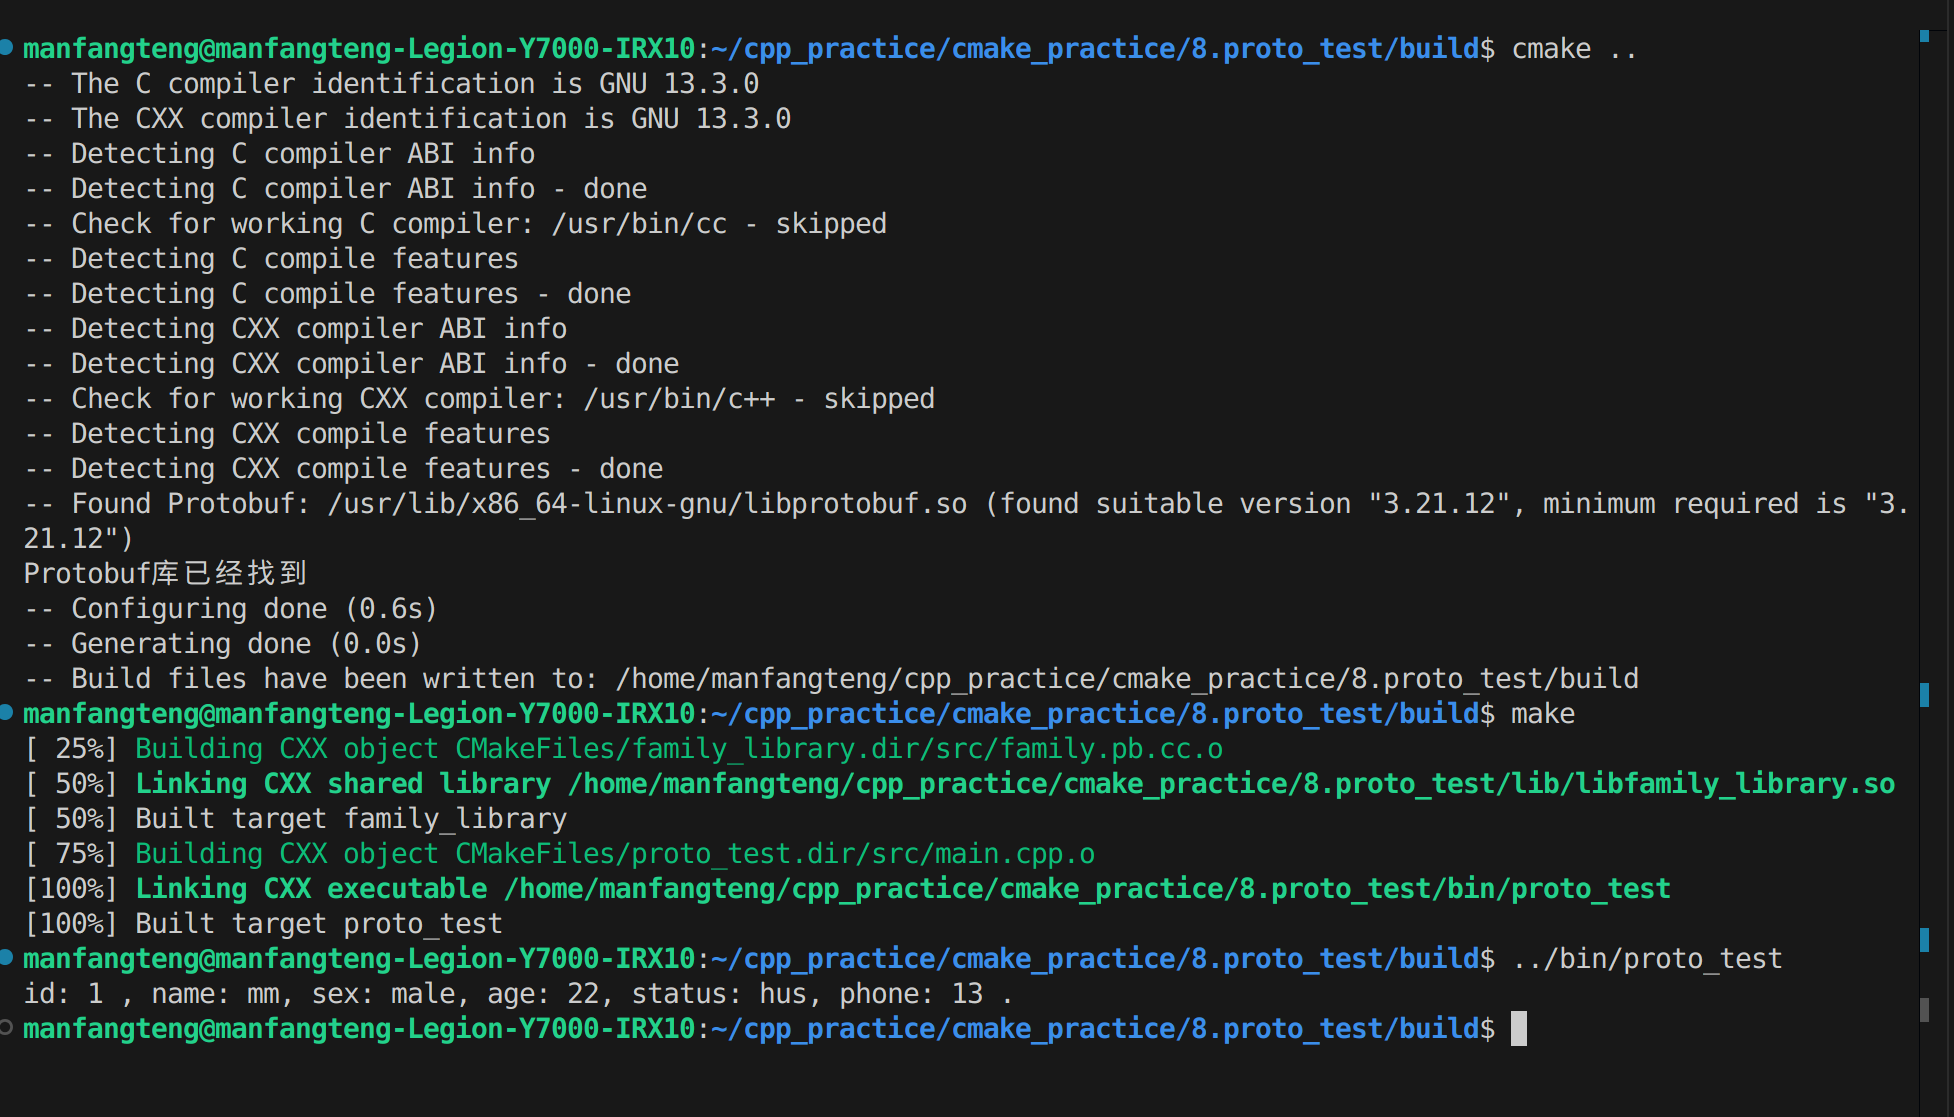 manfangteng@manfangteng-Legion-Y7000-IRX10:~/cpp_practice/cmake_practice/8.proto_test/build$ cmake ..
-- The C compiler identification is GNU 13.3.0
-- The CXX compiler identification is GNU 13.3.0
-- Detecting C compiler ABI info
-- Detecting C compiler ABI info - done
-- Check for working C compiler: /usr/bin/cc - skipped
-- Detecting C compile features
-- Detecting C compile features - done
-- Detecting CXX compiler ABI info
-- Detecting CXX compiler ABI info - done
-- Check for working CXX compiler: /usr/bin/c++ - skipped
-- Detecting CXX compile features
-- Detecting CXX compile features - done
-- Found Protobuf: /usr/lib/x86_64-linux-gnu/libprotobuf.so (found suitable version "3.21.12", minimum required is "3.
21.12")
Protobuf库已经找到
-- Configuring done (0.6s)
-- Generating done (0.0s)
-- Build files have been written to: /home/manfangteng/cpp_practice/cmake_practice/8.proto_test/build
manfangteng@manfangteng-Legion-Y7000-IRX10:~/cpp_practice/cmake_practice/8.proto_test/build$ make
[ 25%] Building CXX object CMakeFiles/family_library.dir/src/family.pb.cc.o
[ 50%] Linking CXX shared library /home/manfangteng/cpp_practice/cmake_practice/8.proto_test/lib/libfamily_library.so
[ 50%] Built target family_library
[ 75%] Building CXX object CMakeFiles/proto_test.dir/src/main.cpp.o
[100%] Linking CXX executable /home/manfangteng/cpp_practice/cmake_practice/8.proto_test/bin/proto_test
[100%] Built target proto_test
manfangteng@manfangteng-Legion-Y7000-IRX10:~/cpp_practice/cmake_practice/8.proto_test/build$ ../bin/proto_test
id: 1 , name: mm, sex: male, age: 22, status: hus, phone: 13 .
manfangteng@manfangteng-Legion-Y7000-IRX10:~/cpp_practice/cmake_practice/8.proto_test/build$